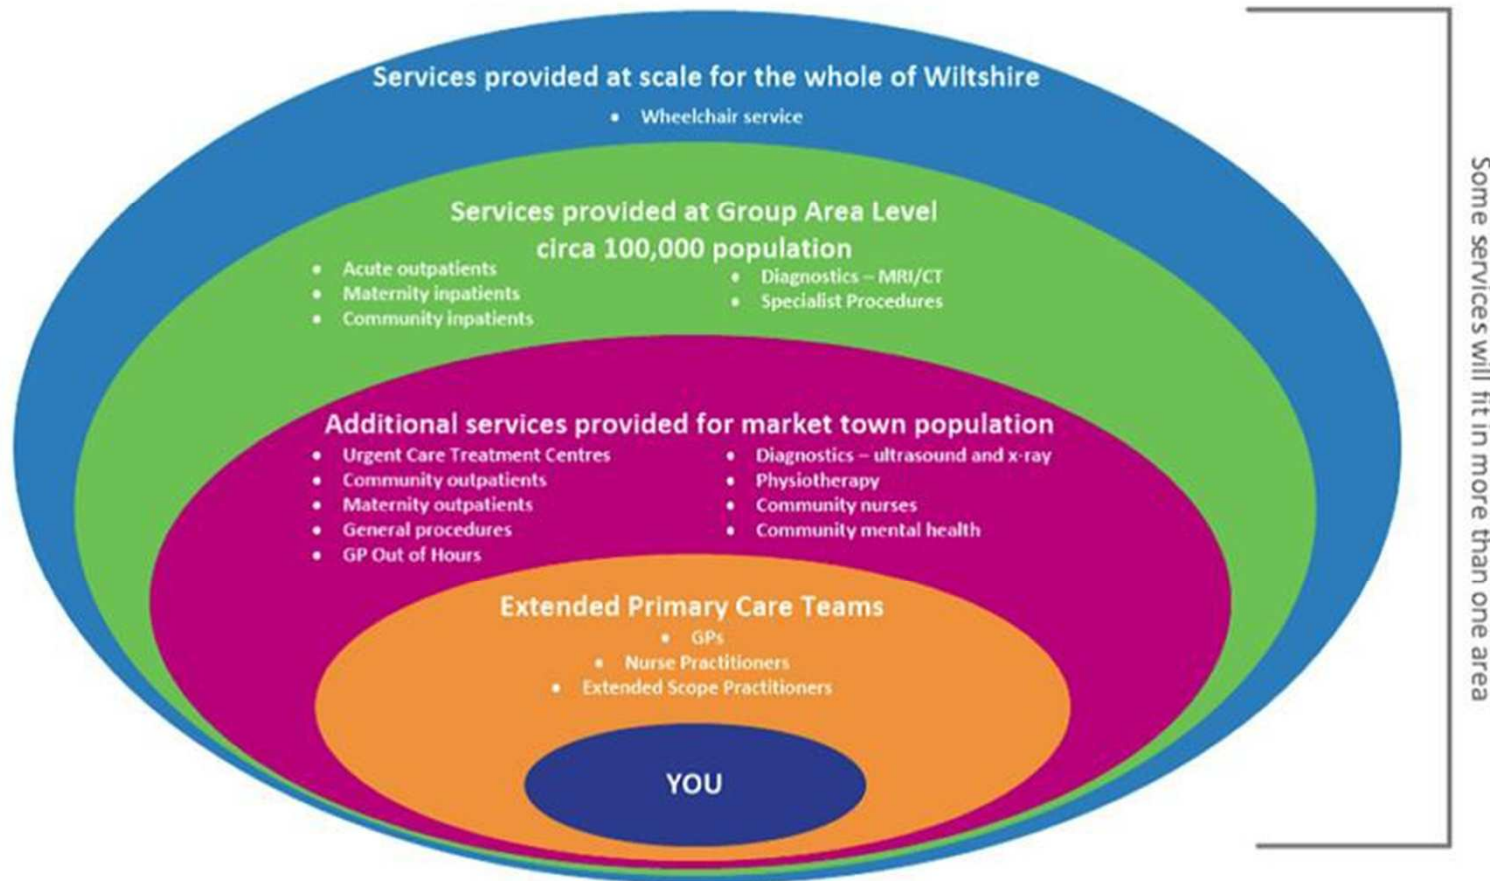 Services provided at scale for the whole of Wiltshire
• Wheelchair service
Services provided at Group Area Level
circa 100,000 population
• Acute outpatients
• Maternity inpatients
• Community inpatients
• Diagnostics – MRI/CT
• Specialist Procedures
Additional services provided for market town population
• Urgent Care Treatment Centres
• Community outpatients
• Maternity outpatients
• General procedures
• GP Out of Hours
• Diagnostics – ultrasound and x-ray
• Physiotherapy
• Community nurses
• Community mental health
Extended Primary Care Teams
• GPs
• Nurse Practitioners
• Extended Scope Practitioners
YOU
Some services will fit in more than one area